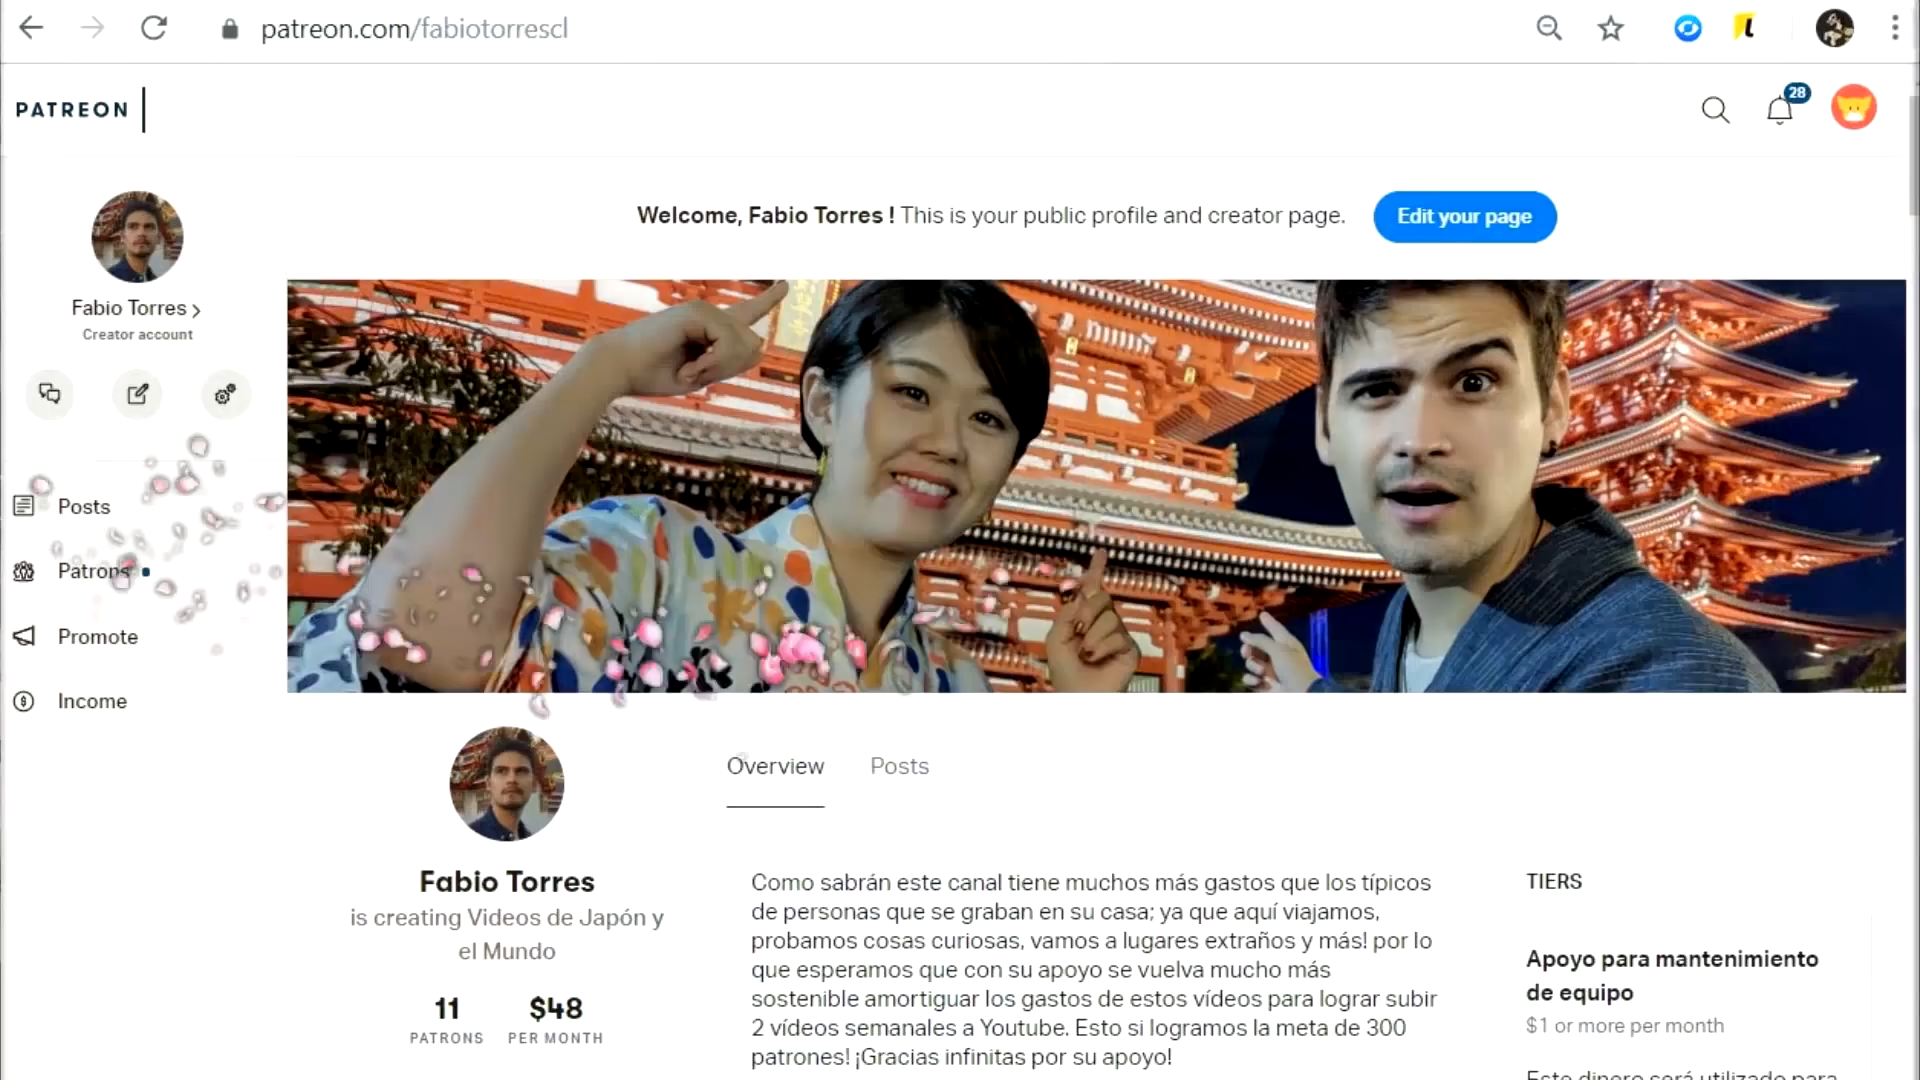 patreon.com/fabiotorrescl
PATREON
28
Welcome, Fabio Torres ! This is your public profile and creator page.
Edit your page
Fabio Torres
Creator account
Posts
Patrons
Promote
Income
Overview
Posts
Fabio Torres
is creating Videos de Japón y
el Mundo
11
PATRONS
$48
PER MONTH
Como sabrán este canal tiene muchos más gastos que los típicos
de personas que se graban en su casa; ya que aquí viajamos,
probamos cosas curiosas, vamos a lugares extraños y más! por lo
que esperamos que con su apoyo se vuelva mucho más
sostenible amortiguar los gastos de estos vídeos para lograr subir
2 vídeos semanales a Youtube. Esto si logramos la meta de 300
patrones! ¡Gracias infinitas por su apoyo!
TIERS
Apoyo para mantenimiento
de equipo
$1 or more per month
Este dinero será utilizado para